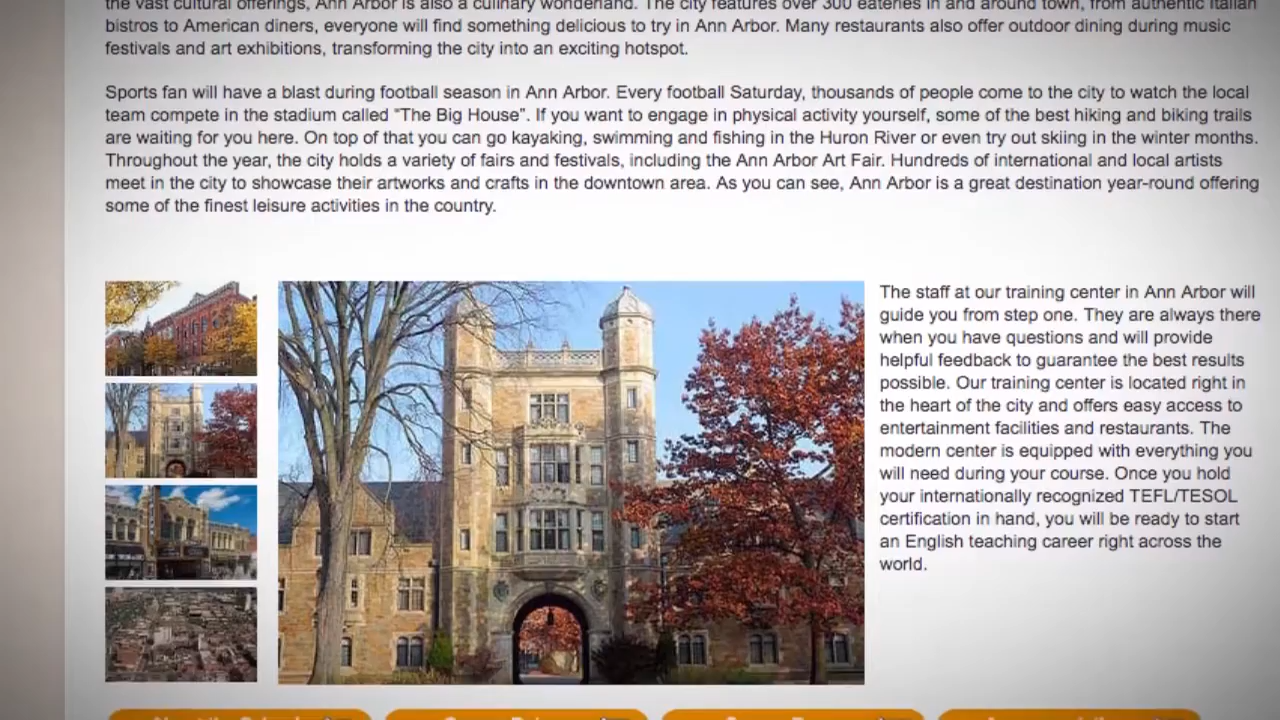 the vast cultural offerings, Ann Arbor is also a culinary wonderland. The city features over 300 eateries in and around town, from authentic Italian
bistros to American diners, everyone will find something delicious to try in Ann Arbor. Many restaurants also offer outdoor dining during music
festivals and art exhibitions, transforming the city into an exciting hotspot.
Sports fan will have a blast during football season in Ann Arbor. Every football Saturday, thousands of people come to the city to watch the local
team compete in the stadium called “The Big House”. If you want to engage in physical activity yourself, some of the best hiking and biking trails
are waiting for you here. On top of that you can go kayaking, swimming and fishing in the Huron River or even try out skiing in the winter months.
Throughout the year, the city holds a variety of fairs and festivals, including the Ann Arbor Art Fair. Hundreds of international and local artists
meet in the city to showcase their artworks and crafts in the downtown area. As you can see, Ann Arbor is a great destination year-round offering
some of the finest leisure activities in the country.
The staff at our training center in Ann Arbor will
guide you from step one. They are always there
when you have questions and will provide
helpful feedback to guarantee the best results
possible. Our training center is located right in
the heart of the city and offers easy access to
entertainment facilities and restaurants. The
modern center is equipped with everything you
will need during your course. Once you hold
your internationally recognized TEFL/TESOL
certification in hand, you will be ready to start
an English teaching career right across the
world.